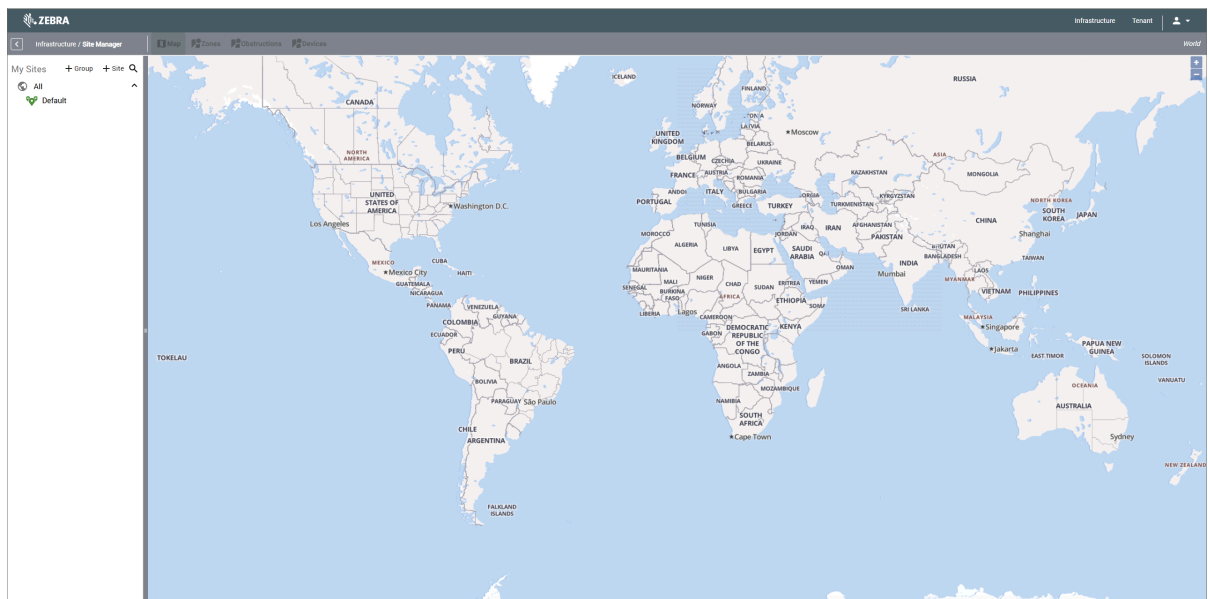 ZEBRA
Infrastructure
Tenant
Infrastructure / Site Manager
Map
Zones
Obstructions
Devices
World
My Sites
+ Group
+ Site
All
Default
+
−
ICELAND
RUSSIA
FINLAND
CANADA
NORWAY
LATVIA
★Moscow
UNITED
KINGDOM
BELARUS
NORTH
AMERICA
BELGIUM
CZECHIA
UKRAINE
ASIA
FRANCE
AUSTRIA
ROMANIA
KAZAKHSTAN
MONGOLIA
UNITED
STATES OF
AMERICA
ANDOI
ITALY
BULGARIA
KYRGYZSTAN
PORTUGAL
GREECE
TURKEY
TURKMENISTAN
NORTH KOREA
★Washington D.C.
SOUTH
KOREA
JAPAN
CHINA
Los Angeles
TUNISIA
MOROCCO
JORDAN
IRAQ
IRAN
AFGHANISTAN
PAKISTAN
Shanghai
ALGERIA
LIBYA
EGYPT
SAUDI
ARABIA
BANGLADESH
TAIWAN
MEXICO
CUBA
OMAN
INDIA
★Mexico City
HAITI
MAURITANIA
Mumbai
LAOS
MYANMAR
GUATEMALA
NIGER
MALI
CHAD
SUDAN
ERITREA
YEMEN
NICARAGUA
SENEGAL
BURKINA
FASO
AFRICA
VIETNAM
PHILIPPINES
PANAMA
VENEZUELA
ETHIOPIA
GUYANA
LIBERIA
Lagos
CAMEROON
SRI LANKA
MALAYSIA
COLOMBIA
★Singapore
ECUADOR
GABON
DEMOCRATIC
REPUBLIC
OF THE
CONGO
KENYA
PERU
★Jakarta
PAPUA NEW
GUINEA
TOKELAU
BRAZIL
EAST TIMOR
SOLOMON
ISLANDS
ANGOLA
ZAMBIA
BOLIVIA
MOZAMBIQUE
VANUATU
OCEANIA
PARAGUAY
São Paulo
NAMIBIA
AUSTRALIA
SOUTH
AFRICA
CHILE
ARGENTINA
★Cape Town
Sydney
NEW ZEALAND
FALKLAND
ISLANDS